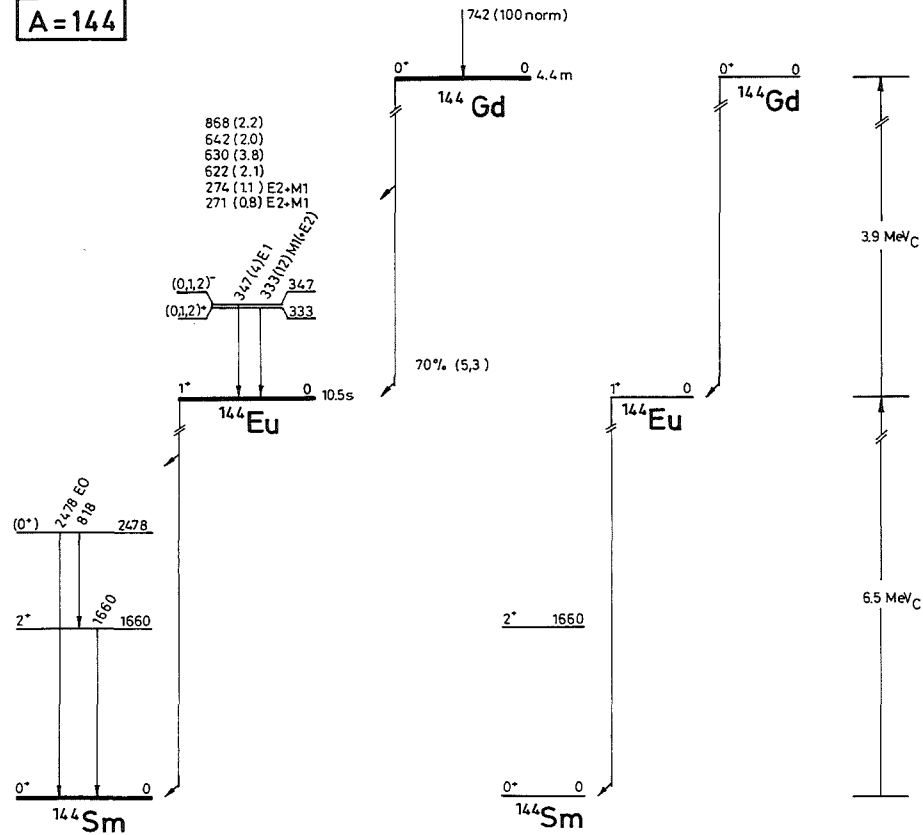 A=144
742 (100 norm)
0⁺ 0 4.4 m
¹⁴⁴Gd
0⁺ 0
¹⁴⁴Gd
868 (2.2)
642 (2.0)
630 (3.8)
622 (2.1)
274 (1.1) E2+M1
271 (0.8) E2+M1
347(4)E1
333(12)M1(+E2)
(0,1,2)⁻ 347
(0,1,2)⁺ 333
3.9 MeV_C
70% (5,3)
1⁺ 0 10.5s
¹⁴⁴Eu
1⁺ 0
¹⁴⁴Eu
2478 E0
818
(0⁺) 2478
1660
2⁺ 1660
2⁺ 1660
6.5 MeV_C
0⁺ 0
¹⁴⁴Sm
0⁺ 0
¹⁴⁴Sm